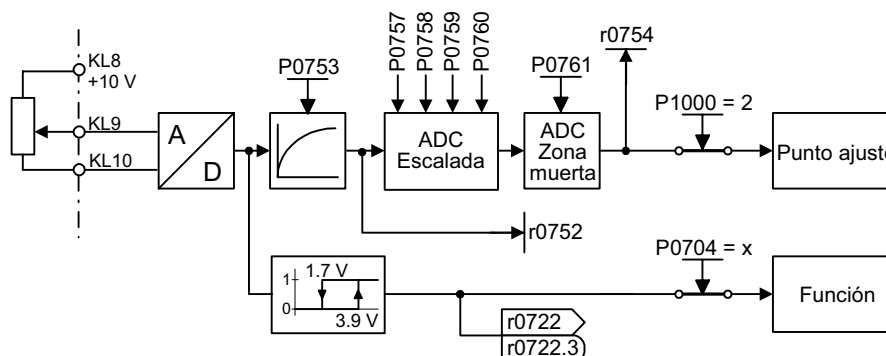 KL8
+10 V
KL9
KL10
A
D
P0753
P0757
P0758
P0759
P0760
ADC
Escalada
P0761
ADC
Zona
muerta
r0754
P1000 = 2
Punto ajuste
r0752
1
0
1.7 V
3.9 V
r0722
r0722.3
P0704 = x
Función